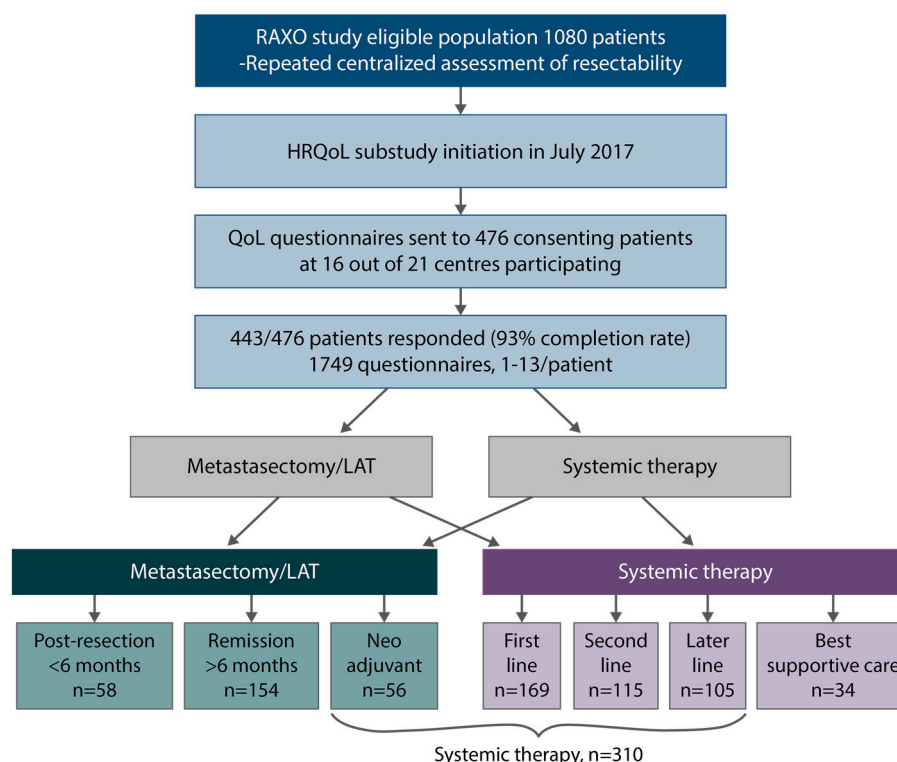 RAXO study eligible population 1080 patients
-Repeated centralized assessment of resectability
HRQoL substudy initiation in July 2017
QoL questionnaires sent to 476 consenting patients
at 16 out of 21 centres participating
443/476 patients responded (93% completion rate)
1749 questionnaires, 1-13/patient
Metastasectomy/LAT
Systemic therapy
Metastasectomy/LAT
Systemic therapy
Post-resection
<6 months
n=58
Remission
>6 months
n=154
Neo
adjuvant
n=56
First
line
n=169
Second
line
n=115
Later
line
n=105
Best
supportive care
n=34
Systemic therapy, n=310